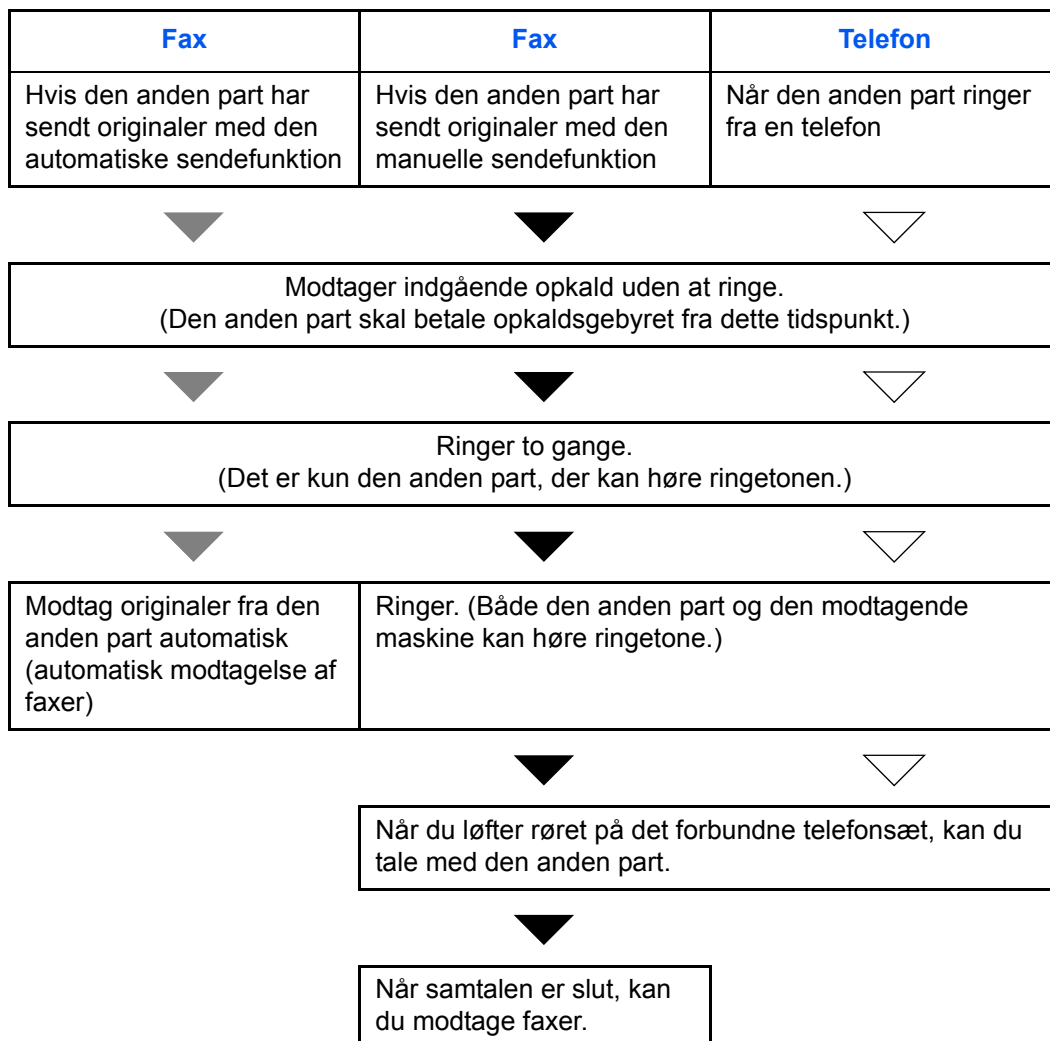 Fax
Fax
Telefon
Hvis den anden part har
sendt originaler med den
automatiske sendefunktion
Hvis den anden part har
sendt originaler med den
manuelle sendefunktion
Når den anden part ringer
fra en telefon
Modtager indgående opkald uden at ringe.
(Den anden part skal betale opkaldsgebyret fra dette tidspunkt.)
Ringer to gange.
(Det er kun den anden part, der kan høre ringetonen.)
Modtag originaler fra den
anden part automatisk
(automatisk modtagelse af
faxer)
Ringer. (Både den anden part og den modtagende
maskine kan høre ringetone.)
Når du løfter røret på det forbundne telefonsæt, kan du
tale med den anden part.
Når samtalen er slut, kan
du modtage faxer.